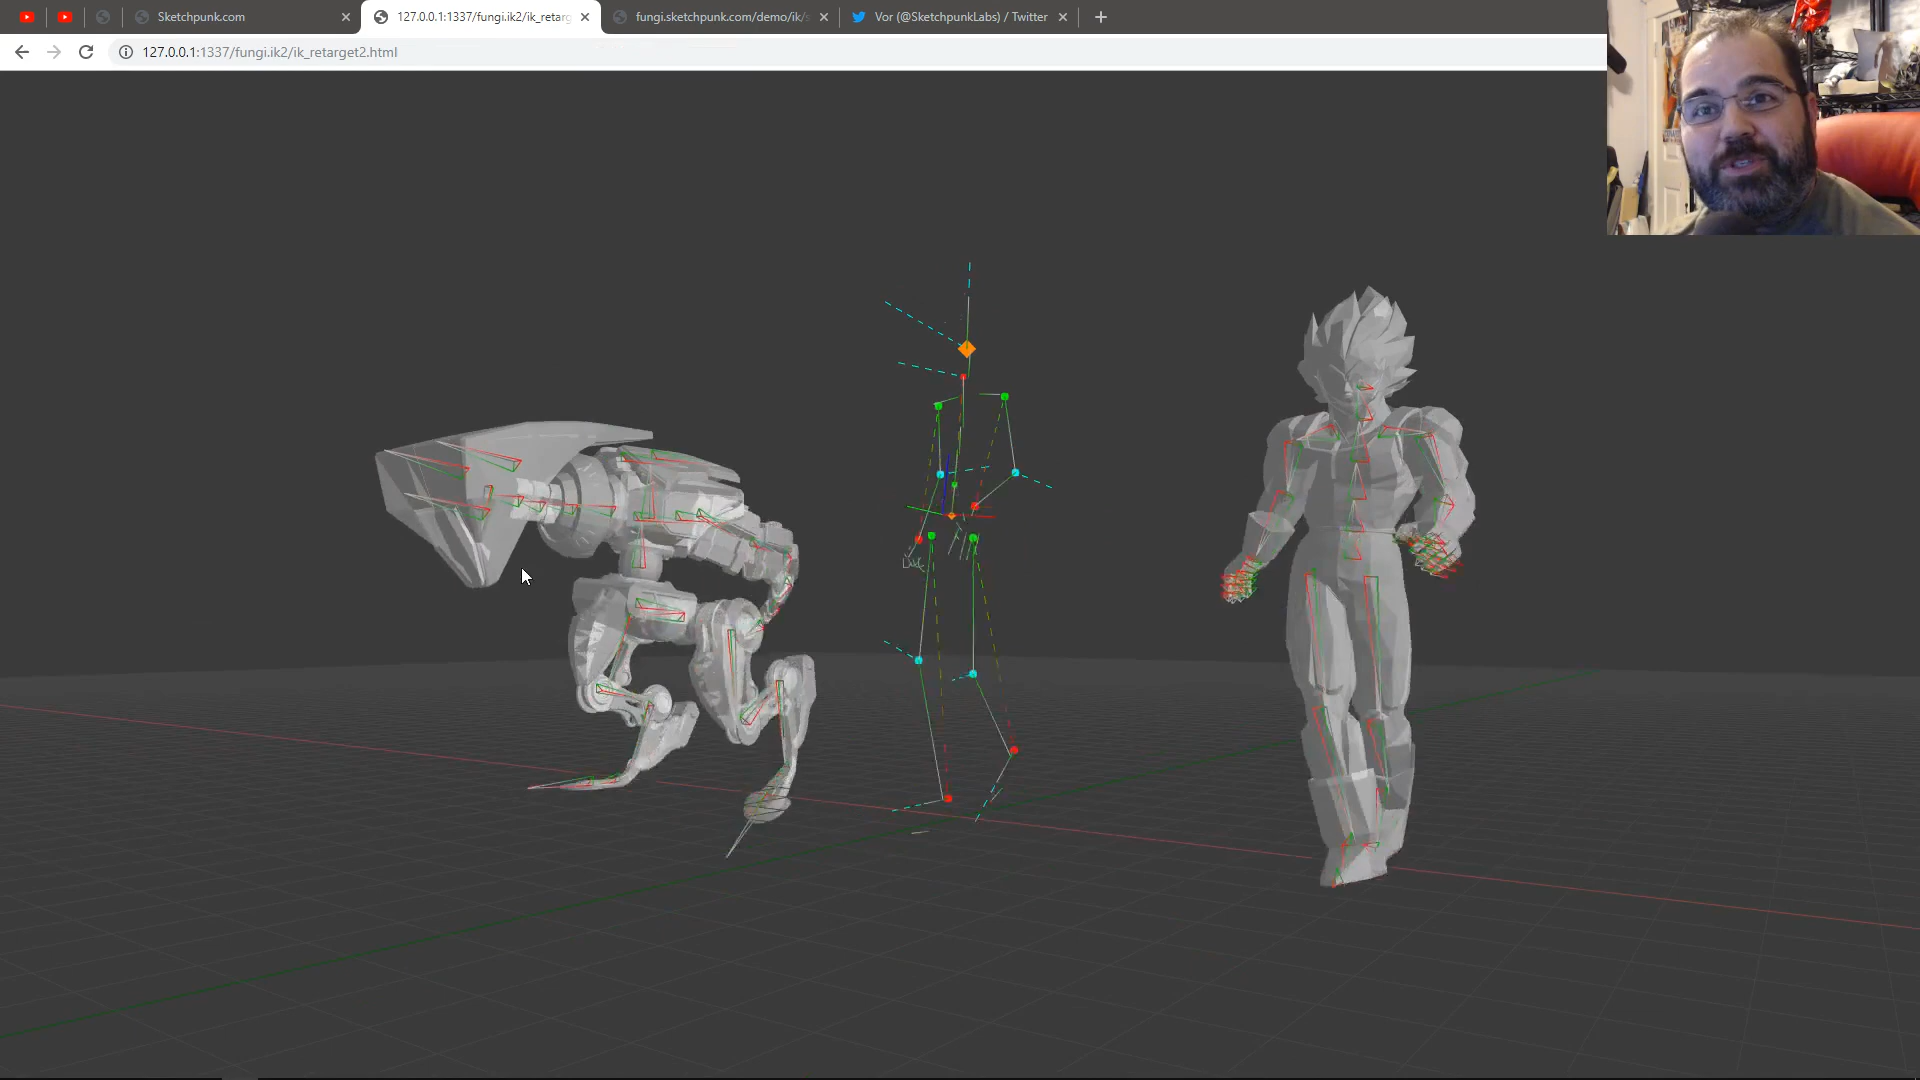 Sketchpunk.com
127.0.0.1:1337/fungi.ik2/ik_retarg
fungi.sketchpunk.com/demo/ik/s
Vor (@SketchpunkLabs) / Twitter
127.0.0.1:1337/fungi.ik2/ik_retarget2.html